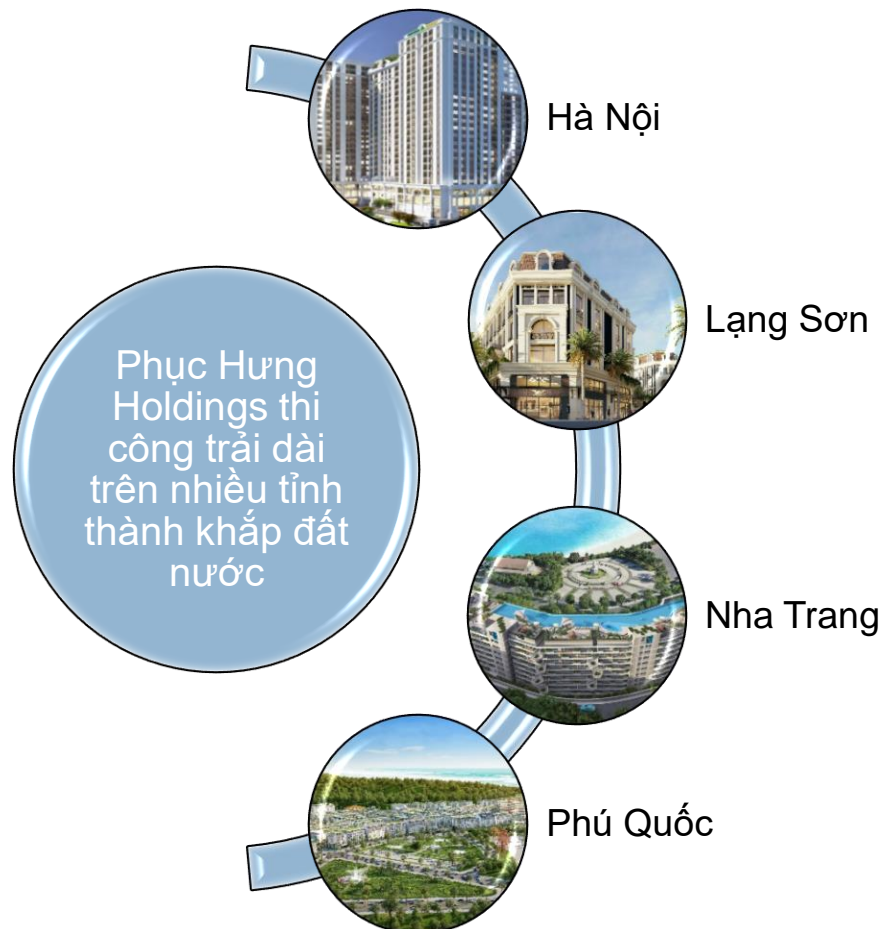 Hà Nội
Lạng Sơn
Phục Hưng
Holdings thi
công trải dài
trên nhiều tỉnh
thành khắp đất
nước
Nha Trang
Phú Quốc